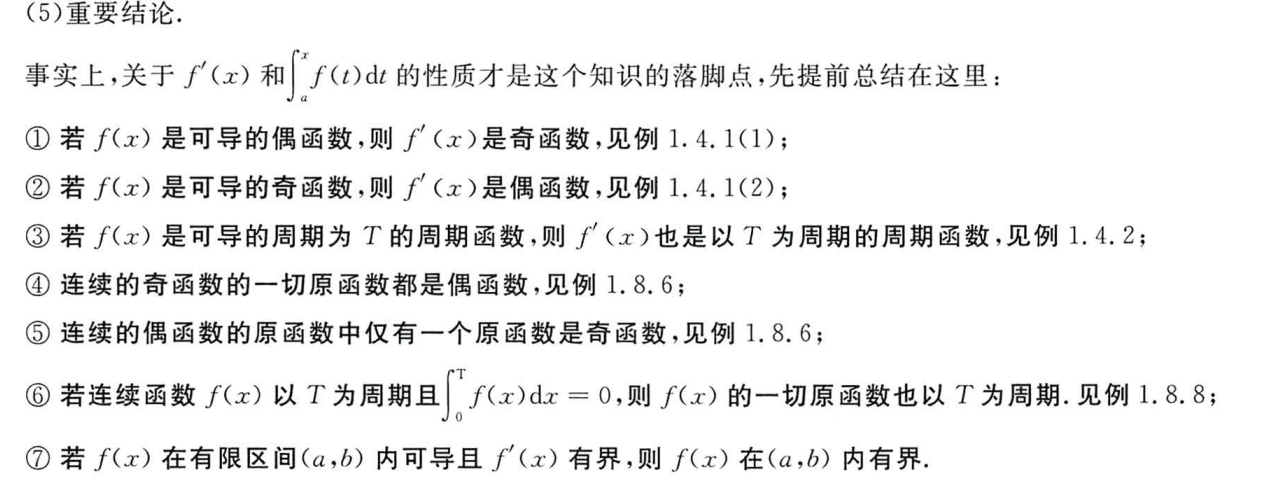 (5)重要结论.
事实上,关于 f′(x) 和∫ₐˣ f(t)dt 的性质才是这个知识的落脚点,先提前总结在这里:
① 若 f(x) 是可导的偶函数,则 f′(x)是奇函数,见例 1.4.1(1);
② 若 f(x) 是可导的奇函数,则 f′(x)是偶函数,见例 1.4.1(2);
③ 若 f(x) 是可导的周期为 T 的周期函数,则 f′(x)也是以 T 为周期的周期函数,见例 1.4.2;
④ 连续的奇函数的一切原函数都是偶函数,见例 1.8.6;
⑤ 连续的偶函数的原函数中仅有一个原函数是奇函数,见例 1.8.6;
⑥ 若连续函数 f(x) 以 T 为周期且∫₀ᵀ f(x)dx = 0,则 f(x) 的一切原函数也以 T 为周期.见例 1.8.8;
⑦ 若 f(x) 在有限区间(a,b) 内可导且 f′(x) 有界,则 f(x) 在(a,b) 内有界.